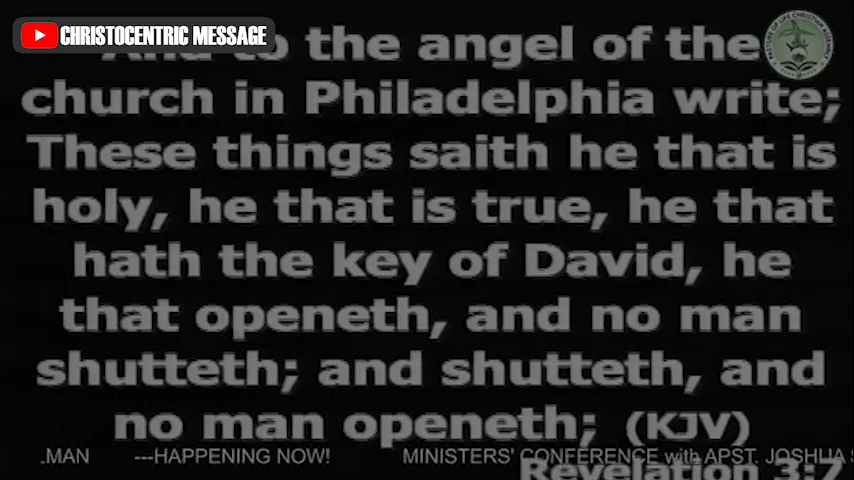 CHRISTOCENTRIC MESSAGE
And to the angel of the
church in Philadelphia write;
These things saith he that is
holy, he that is true, he that
hath the key of David, he
that openeth, and no man
shutteth; and shutteth, and
no man openeth; (KJV)
.MAN ---HAPPENING NOW! MINISTERS' CONFERENCE with APST. JOSHUA S
Revelation 3:7